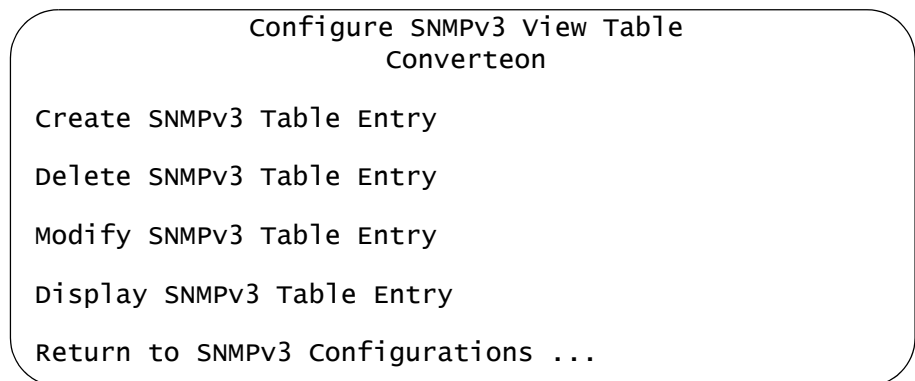 Configure SNMPv3 View Table
Converteon
Create SNMPv3 Table Entry
Delete SNMPv3 Table Entry
Modify SNMPv3 Table Entry
Display SNMPv3 Table Entry
Return to SNMPv3 Configurations ...